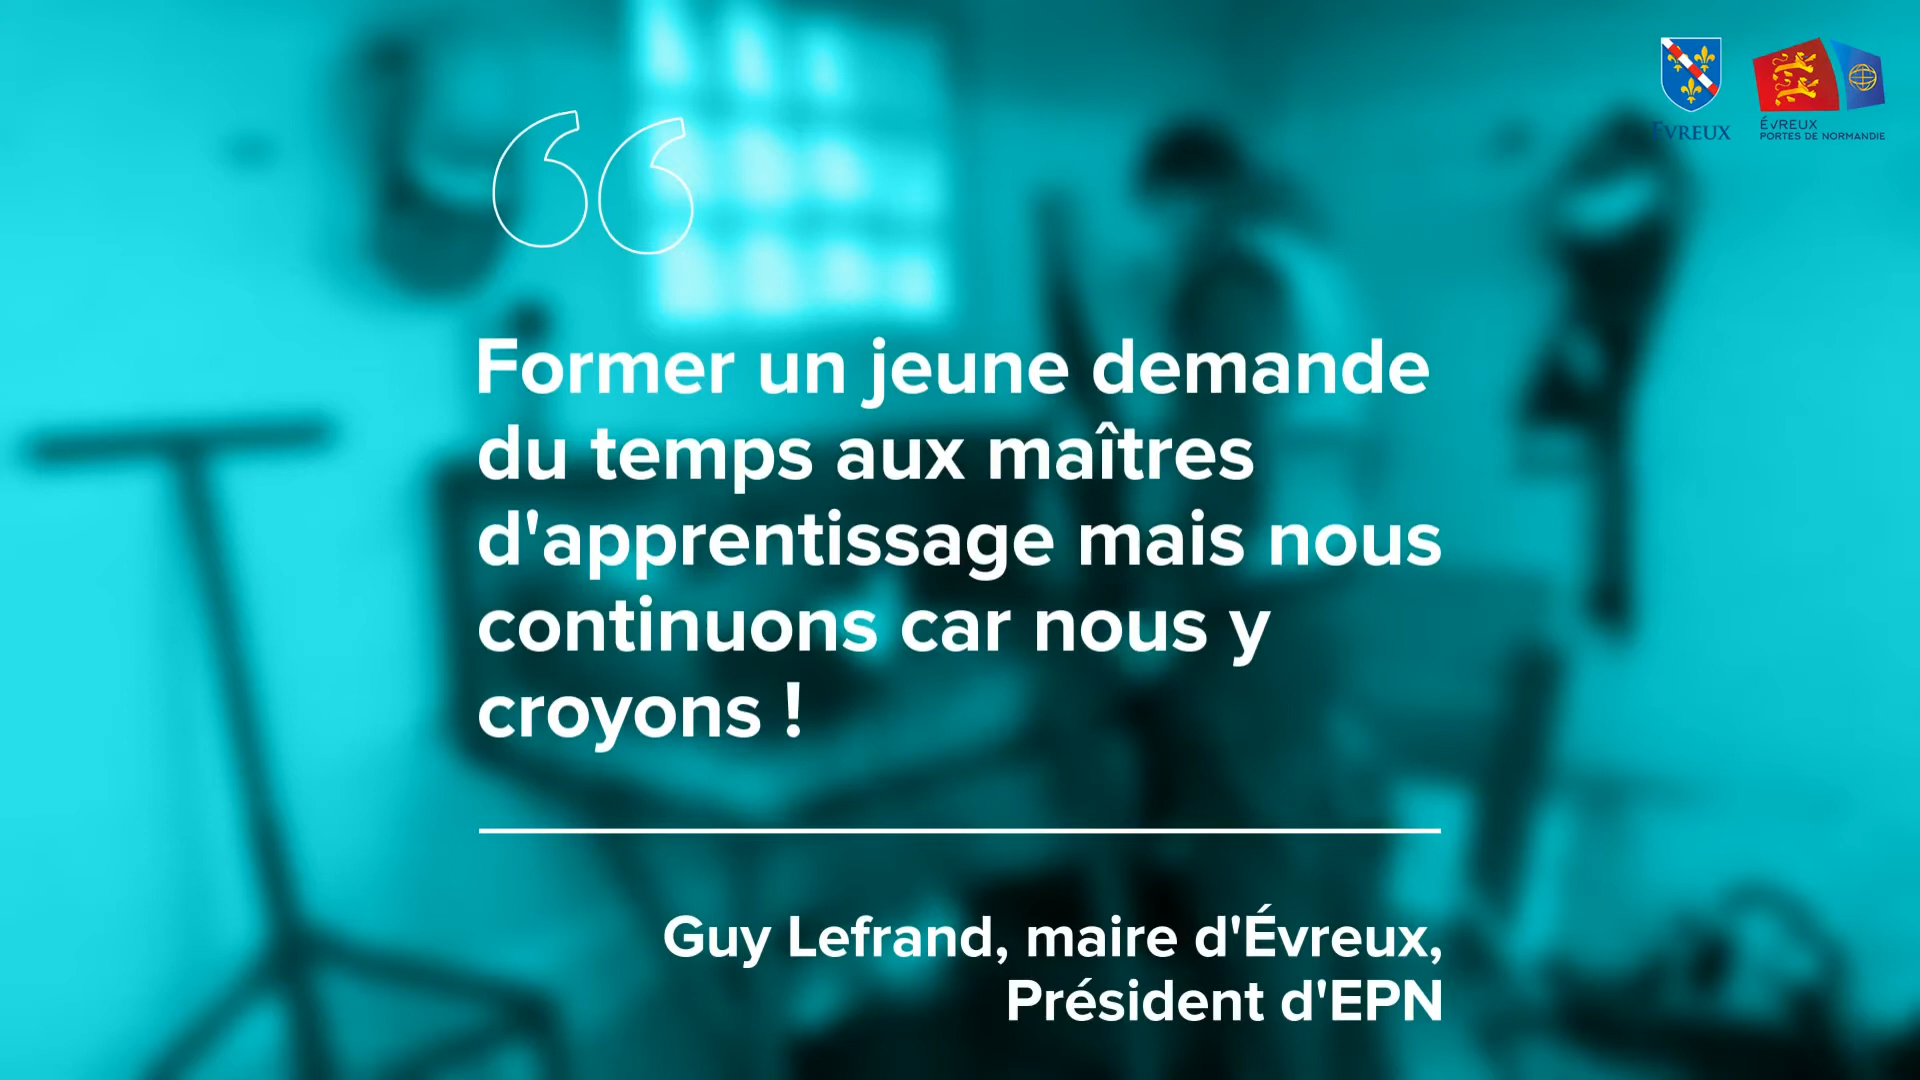 ÉVREUX
ÉVREUX
PORTES DE NORMANDIE
Former un jeune demande
du temps aux maîtres
d'apprentissage mais nous
continuons car nous y
croyons !
Guy Lefrand, maire d'Évreux,
Président d'EPN